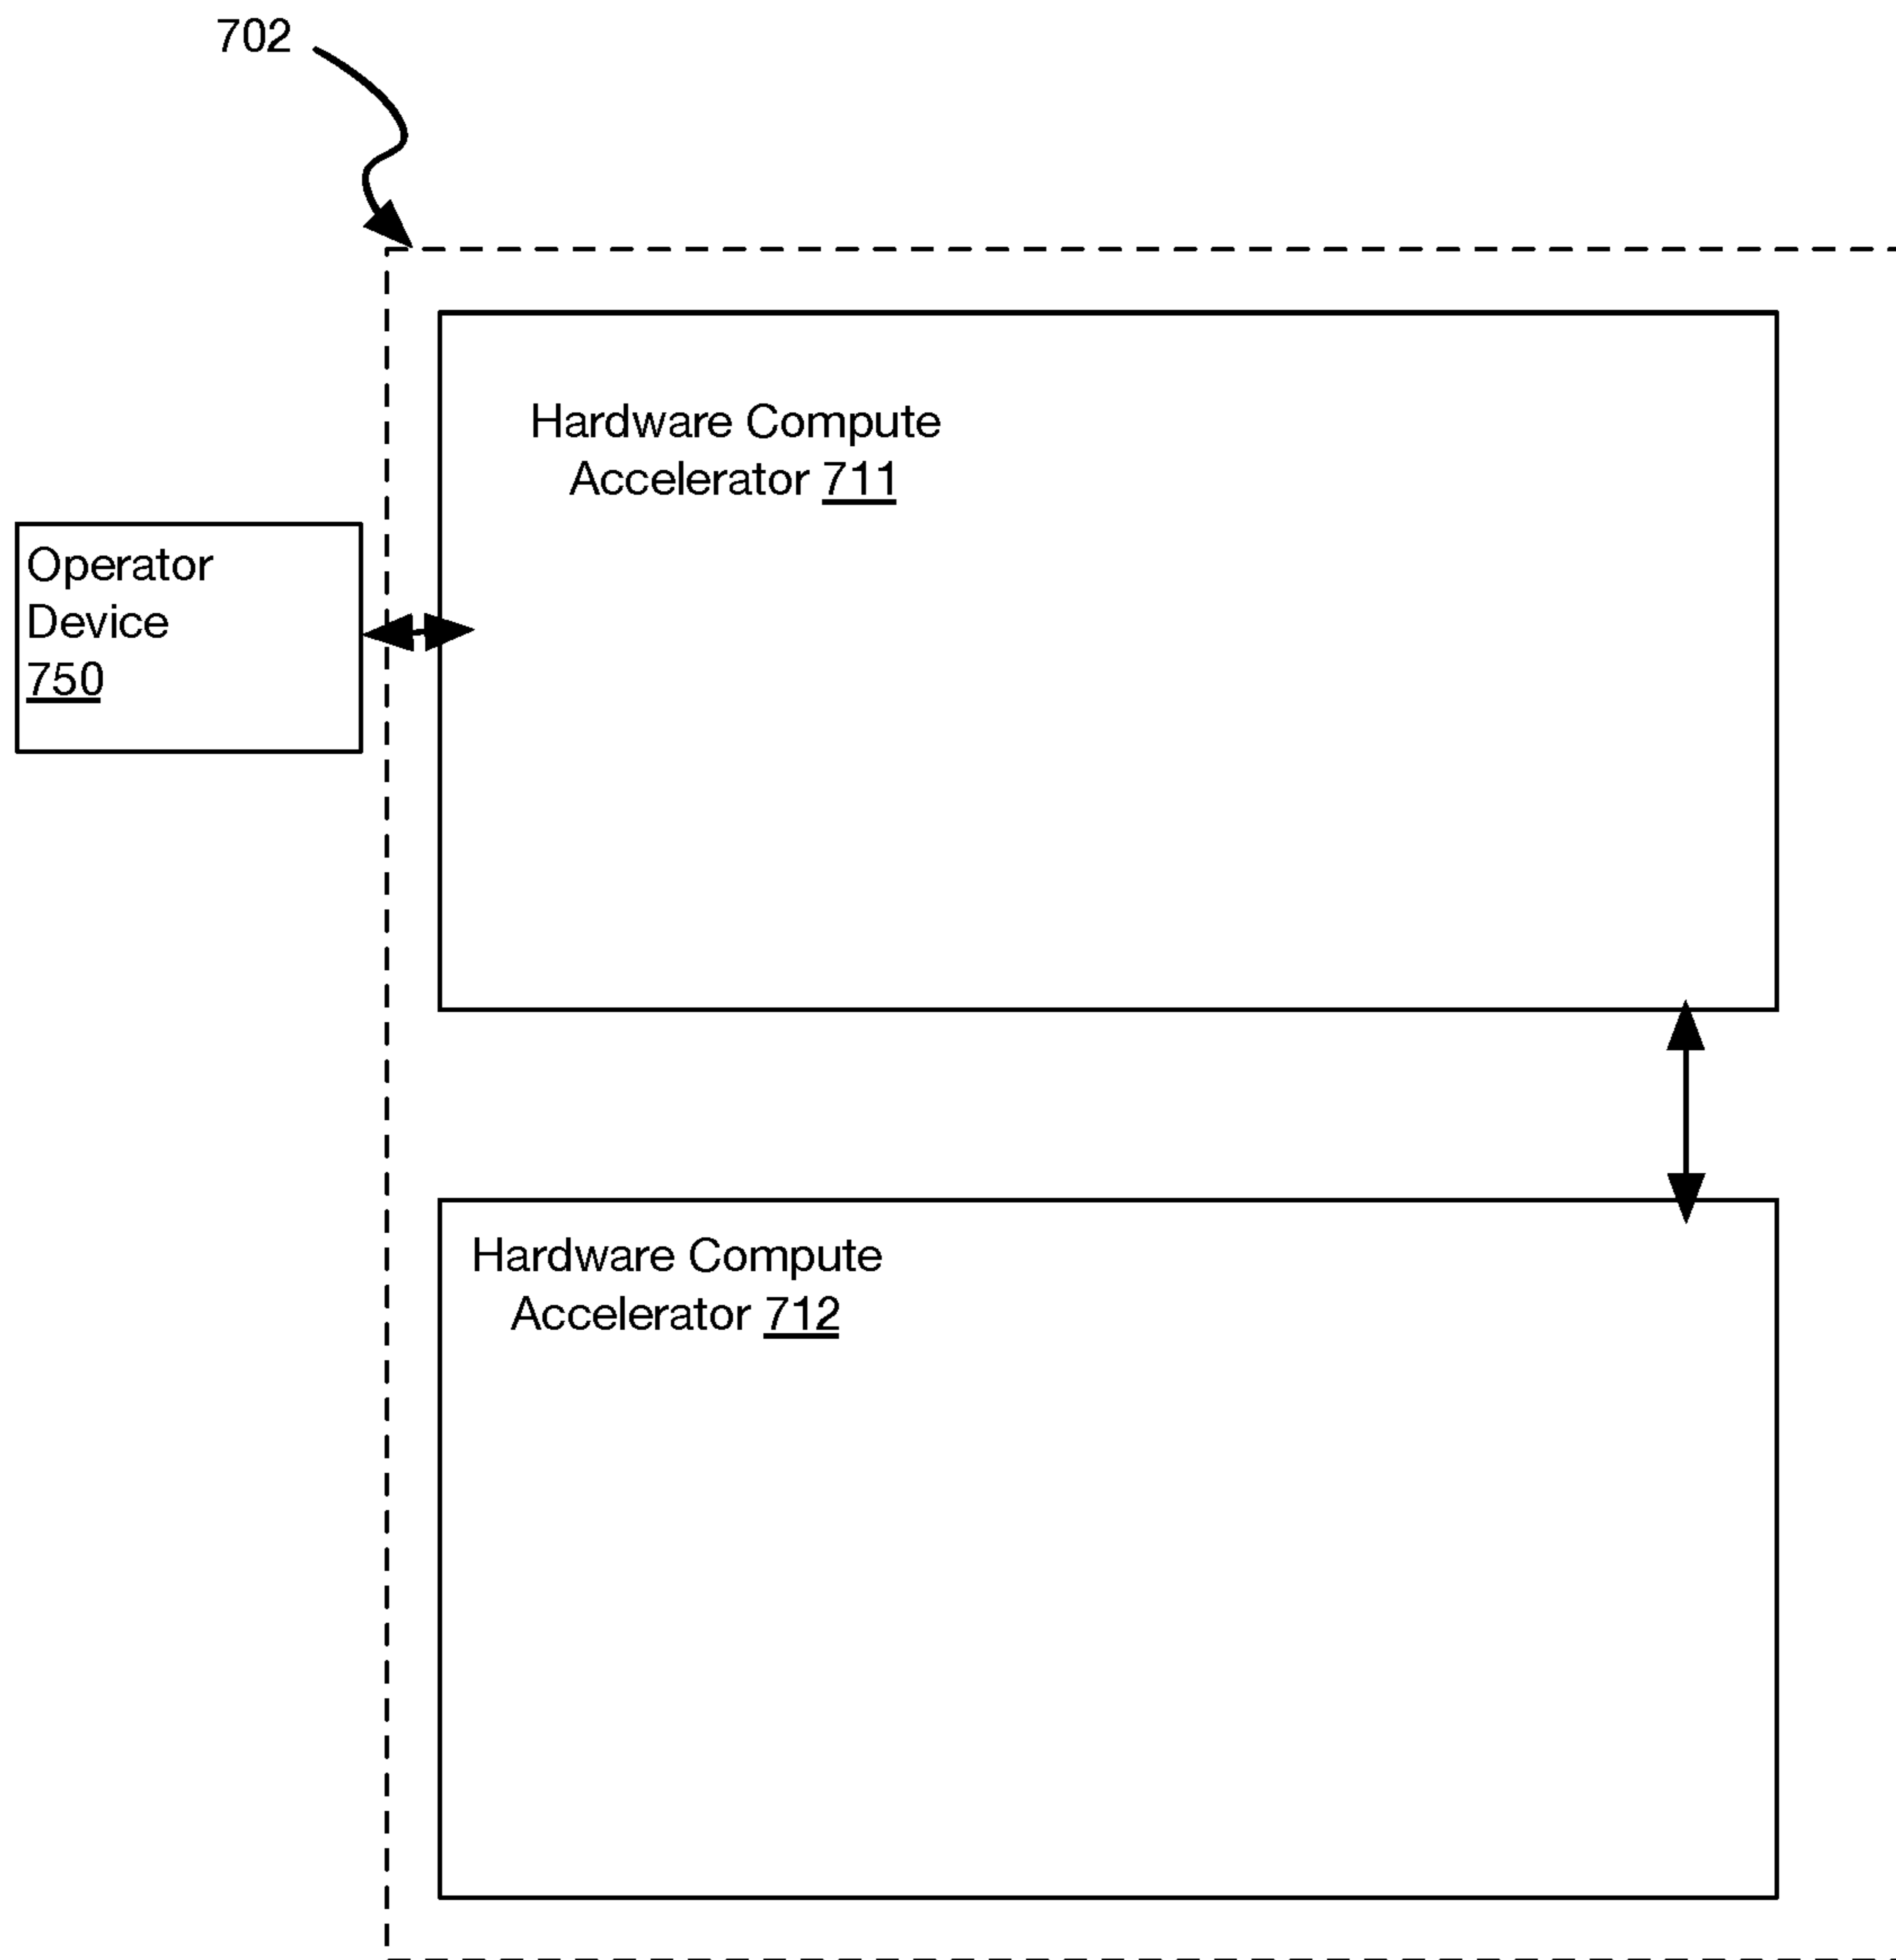 702
Hardware Compute
Accelerator 711
Operator
Device
750
Hardware Compute
Accelerator 712